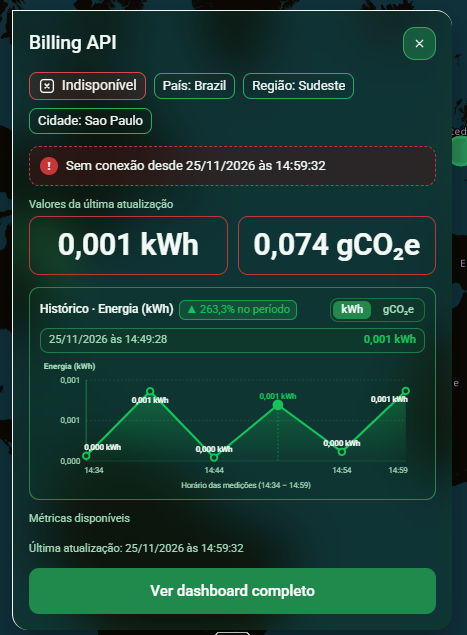 Billing API
Indisponível
País: Brazil
Região: Sudeste
Cidade: Sao Paulo
! Sem conexão desde 25/11/2026 às 14:59:32
Valores da última atualização
0,001 kWh
0,074 gCO₂e
Histórico · Energia (kWh)
▲ 263,3% no período
kWh
gCO₂e
25/11/2026 às 14:49:28
0,001 kWh
Energia (kWh)
0,001
0,001
0,000
0,000 kWh
0,001 kWh
0,000 kWh
0,001 kWh
0,000 kWh
0,001 kWh
14:34
14:44
14:54
14:59
Horário das medições (14:34 – 14:59)
Métricas disponíveis
Última atualização: 25/11/2026 às 14:59:32
Ver dashboard completo